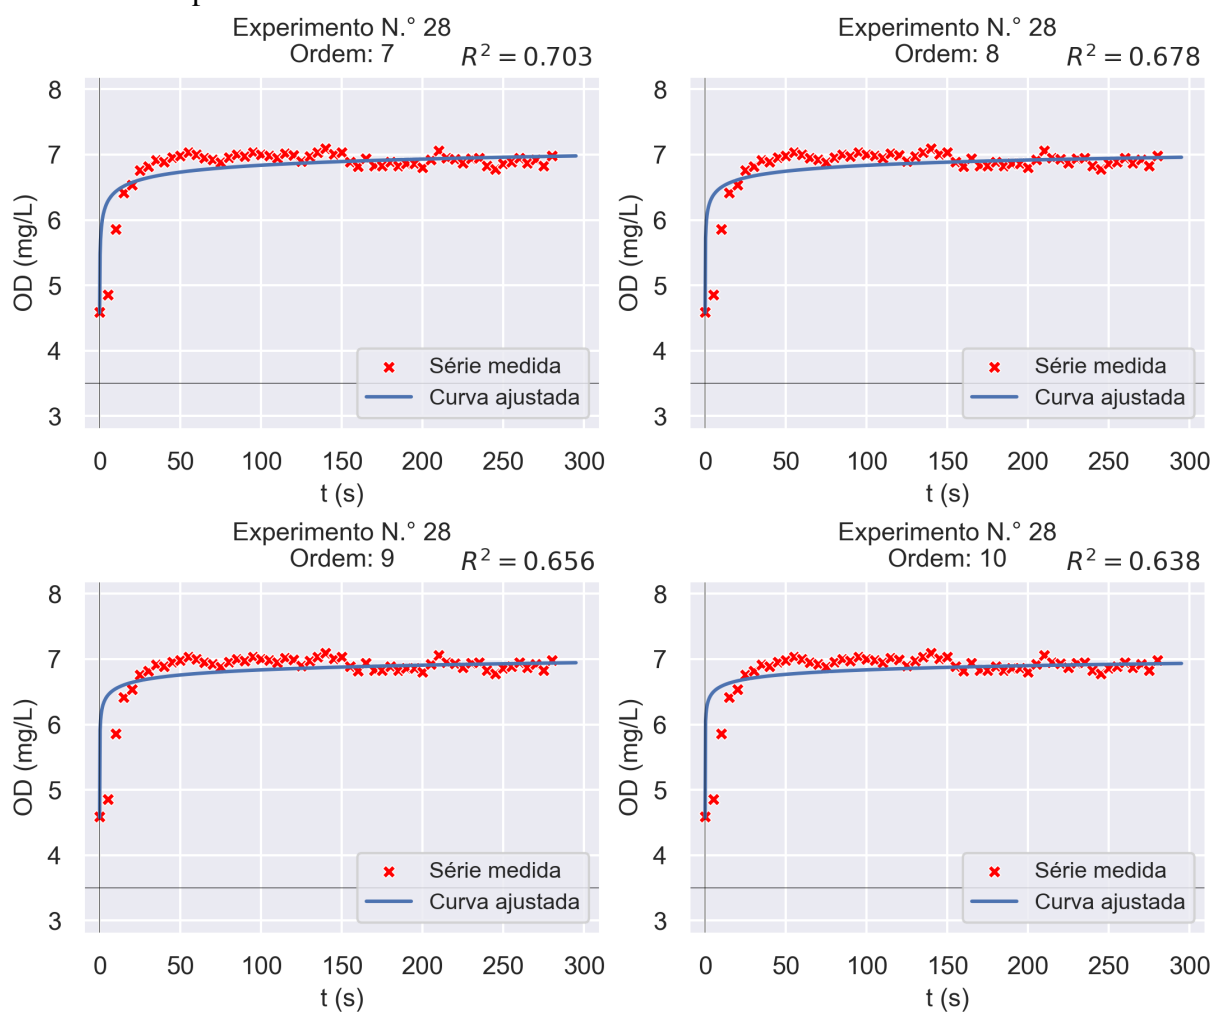 Experimento N.° 28
Ordem: 7
R² = 0.703
8
7
6
5
4
3
OD (mg/L)
Série medida
Curva ajustada
0 50 100 150 200 250 300
t (s)
Experimento N.° 28
Ordem: 8
R² = 0.678
8
7
6
5
4
3
OD (mg/L)
Série medida
Curva ajustada
0 50 100 150 200 250 300
t (s)
Experimento N.° 28
Ordem: 9
R² = 0.656
8
7
6
5
4
3
OD (mg/L)
Série medida
Curva ajustada
0 50 100 150 200 250 300
t (s)
Experimento N.° 28
Ordem: 10
R² = 0.638
8
7
6
5
4
3
OD (mg/L)
Série medida
Curva ajustada
0 50 100 150 200 250 300
t (s)